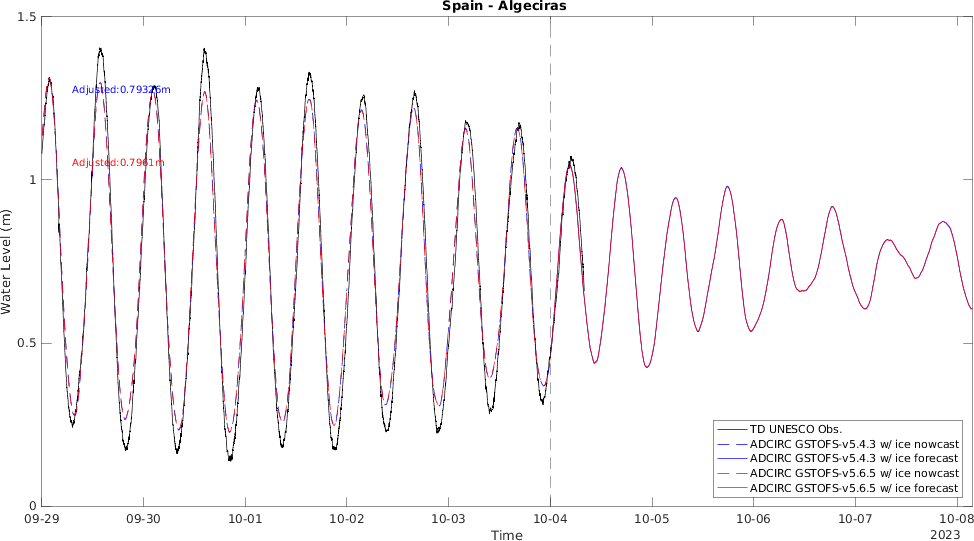 Spain - Algeciras
1.5
1
0.5
0
Water Level (m)
Adjusted:0.79326m
Adjusted:0.7961m
TD UNESCO Obs.
ADCIRC GSTOFS-v5.4.3 w/ ice nowcast
ADCIRC GSTOFS-v5.4.3 w/ ice forecast
ADCIRC GSTOFS-v5.6.5 w/ ice nowcast
ADCIRC GSTOFS-v5.6.5 w/ ice forecast
09-29 09-30 10-01 10-02 10-03 10-04 10-05 10-06 10-07 10-08
Time
2023